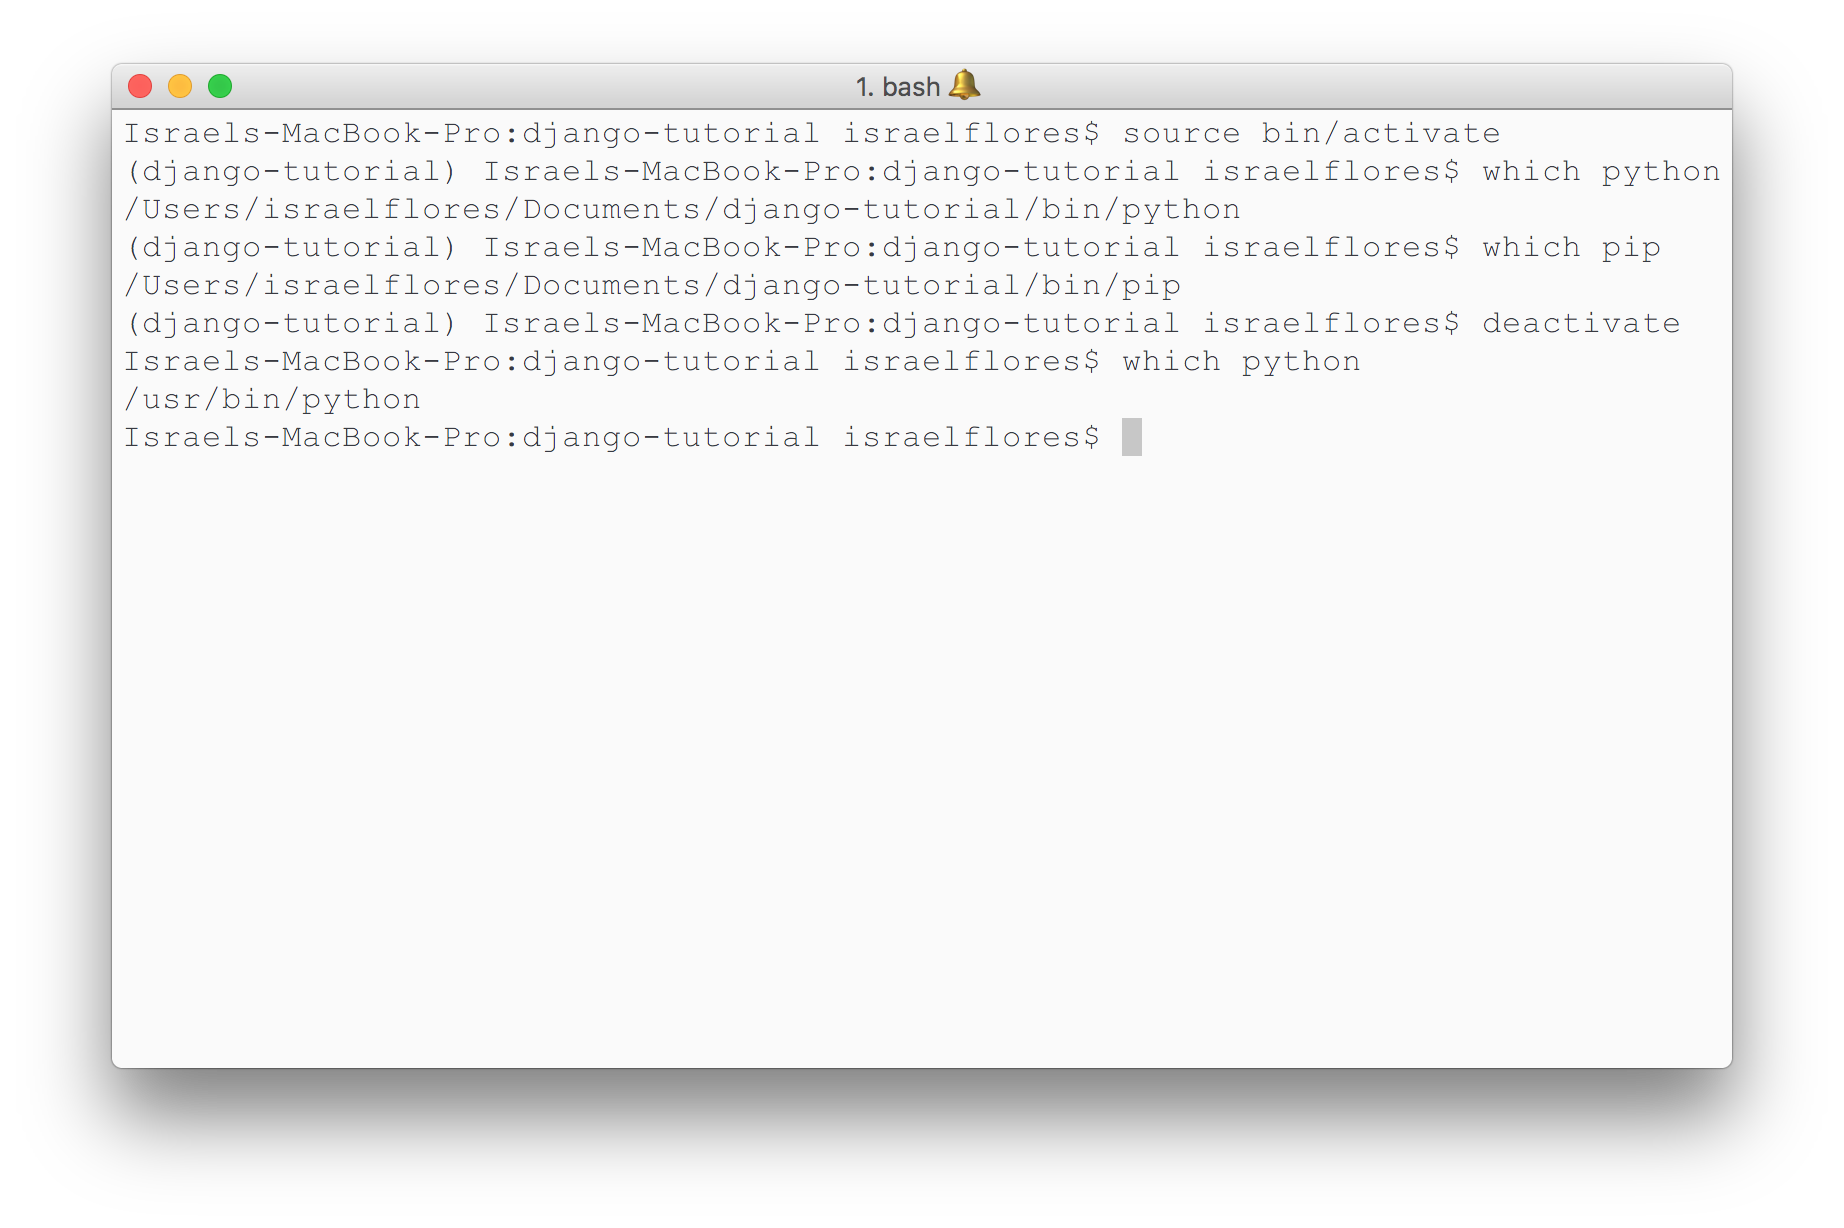 1. bash 🔔
Israels-MacBook-Pro:django-tutorial israelflores$ source bin/activate
(django-tutorial) Israels-MacBook-Pro:django-tutorial israelflores$ which python
/Users/israelflores/Documents/django-tutorial/bin/python
(django-tutorial) Israels-MacBook-Pro:django-tutorial israelflores$ which pip
/Users/israelflores/Documents/django-tutorial/bin/pip
(django-tutorial) Israels-MacBook-Pro:django-tutorial israelflores$ deactivate
Israels-MacBook-Pro:django-tutorial israelflores$ which python
/usr/bin/python
Israels-MacBook-Pro:django-tutorial israelflores$